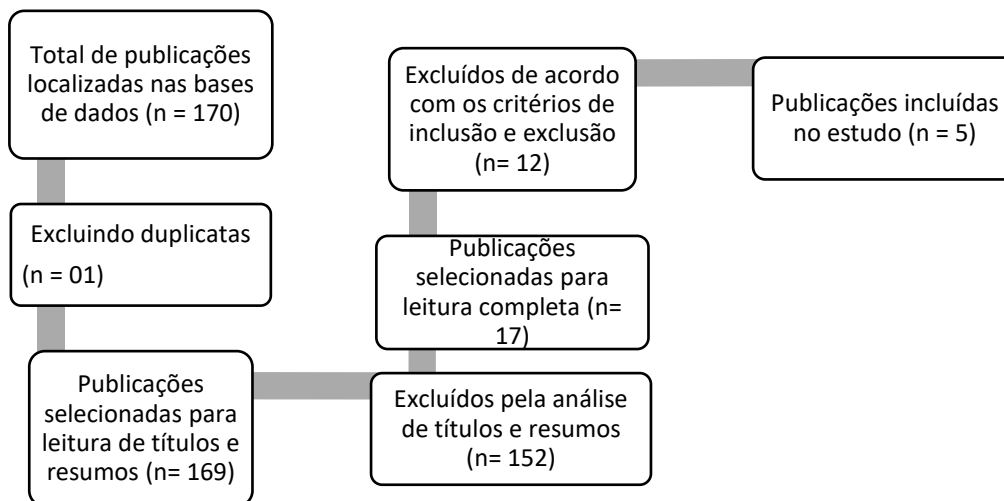 Total de publicações
localizadas nas bases
de dados (n = 170)
Excluindo duplicatas
(n = 01)
Publicações
selecionadas para
leitura de títulos e
resumos (n= 169)
Excluídos pela análise
de títulos e resumos
(n= 152)
Publicações
selecionadas para
leitura completa (n=
17)
Excluídos de acordo
com os critérios de
inclusão e exclusão
(n= 12)
Publicações incluídas
no estudo (n = 5)